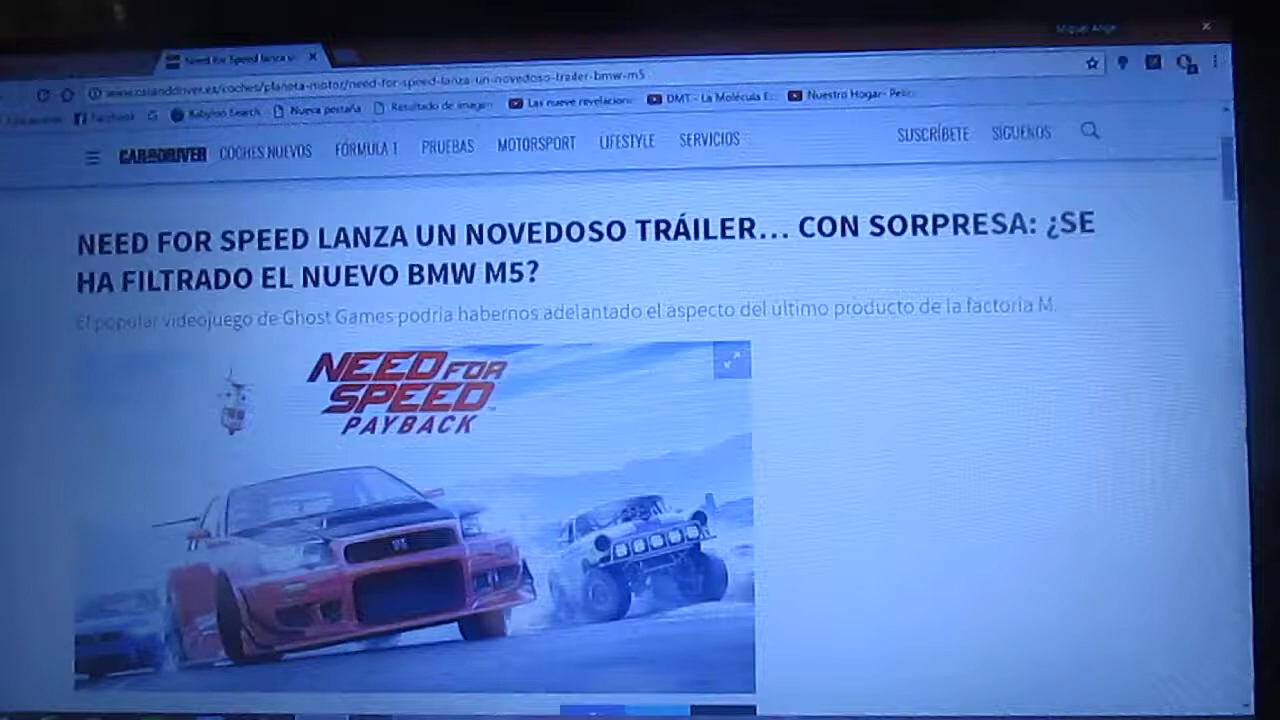 Miguel Ange
Need for Speed lanza u
www.caranddriver.es/coches/planeta-motor/need-for-speed-lanza-un-novedoso-trailer-bmw-m5
Facebook Babylon Search Nueva pestaña Resultado de imagen Las nueve revelacione DMT - La Molécula E Nuestro Hogar- Pelíc
CAR&DRIVER COCHES NUEVOS FÓRMULA 1 PRUEBAS MOTORSPORT LIFESTYLE SERVICIOS SUSCRÍBETE SÍGUENOS
NEED FOR SPEED LANZA UN NOVEDOSO TRÁILER... CON SORPRESA: ¿SE
HA FILTRADO EL NUEVO BMW M5?
El popular videojuego de Ghost Games podría habernos adelantado el aspecto del último producto de la factoría M.
NEED FOR
SPEED
PAYBACK